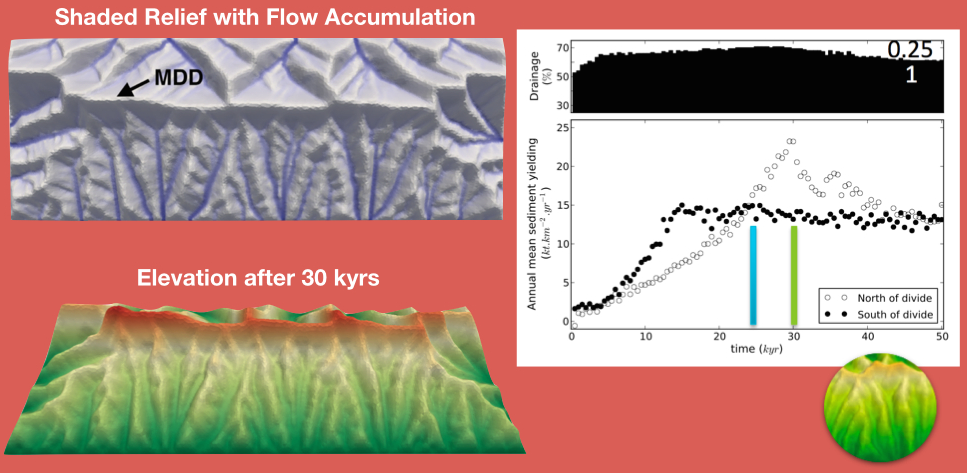 Shaded Relief with Flow Accumulation
MDD
Elevation after 30 kyrs
Drainage
(%)
70
50
30
0.25
1
Annual mean sediment yielding
(kt.km⁻².yr⁻¹)
25
20
15
10
5
0
North of divide
South of divide
0 10 20 30 40 50
time (kyr)